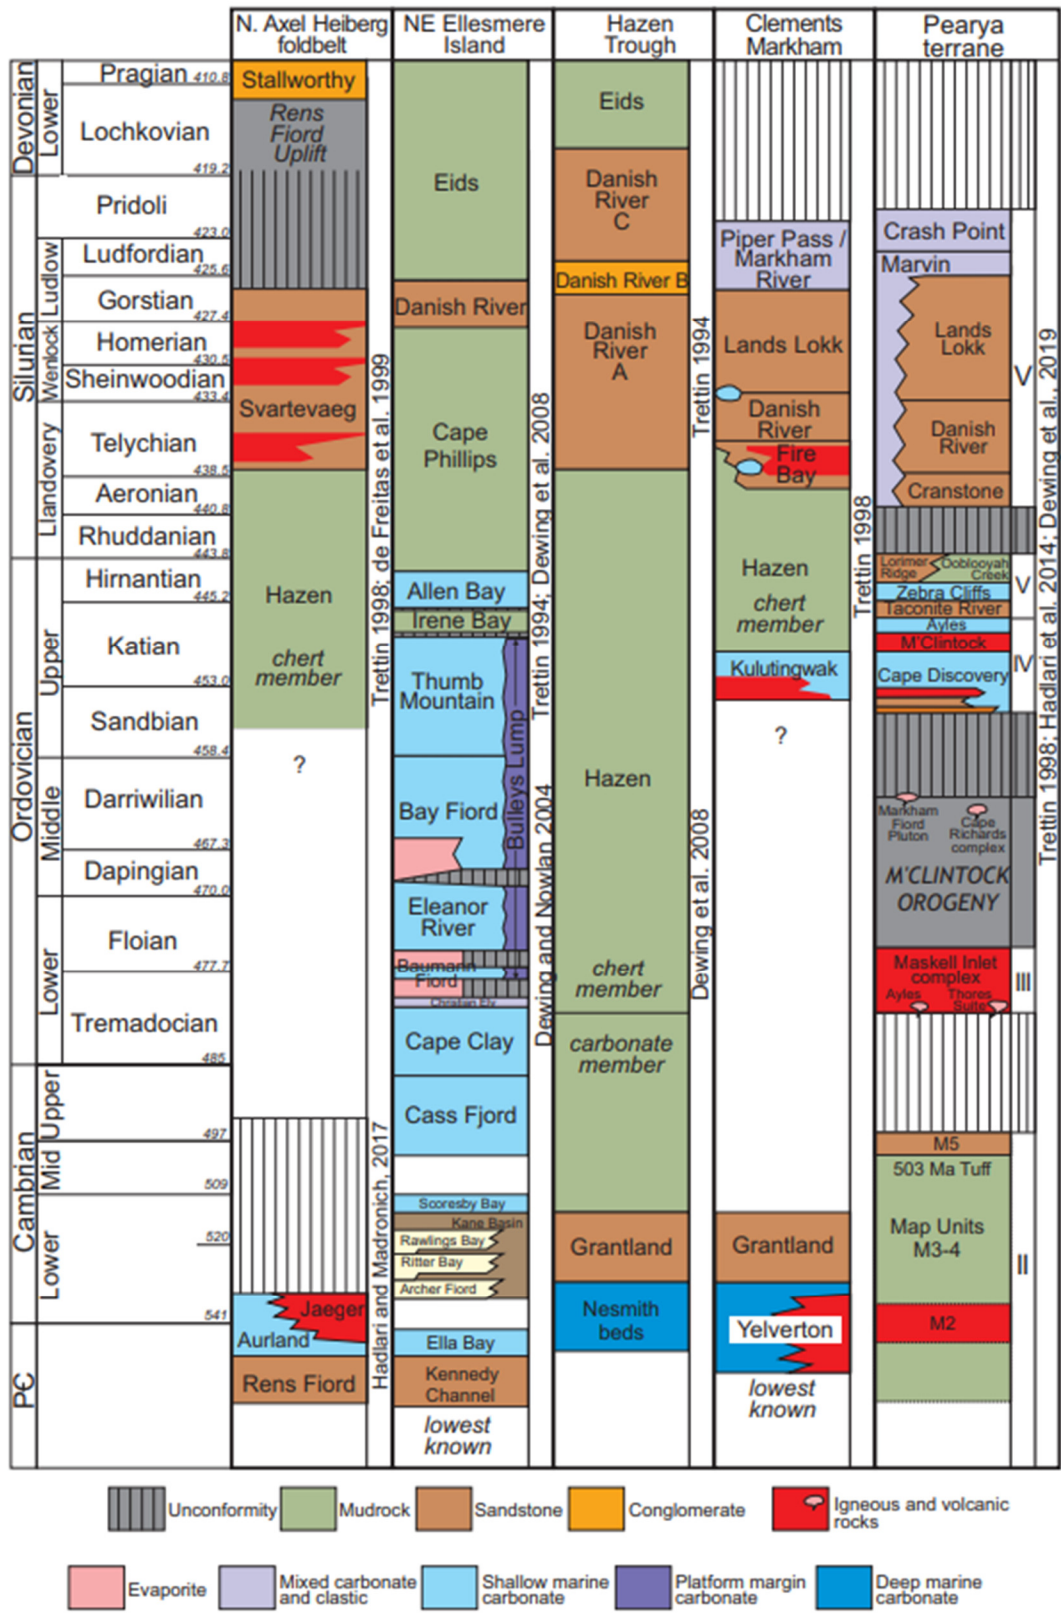 N. Axel Heiberg
foldbelt
NE Ellesmere
Island
Hazen
Trough
Clements
Markham
Pearya
terrane
Devonian
Lower
Pragian
410.8
Lochkovian
419.2
Silurian
Pridoli
423.0
Ludlow
Ludfordian
425.6
Gorstian
427.4
Wenlock
Homerian
430.5
Sheinwoodian
433.4
Llandovery
Telychian
438.5
Aeronian
440.8
Rhuddanian
443.8
Ordovician
Upper
Hirnantian
445.2
Katian
453.0
Sandbian
458.4
Middle
Darriwilian
467.3
Dapingian
470.0
Lower
Floian
477.7
Tremadocian
485
Cambrian
Upper
497
Mid
509
Lower
520
541
PЄ
Stallworthy
Rens
Fiord
Uplift
Svartevaeg
Hazen
chert
member
?
Jaeger
Aurland
Rens Fiord
Trettin 1998; de Freitas et al. 1999
Hadlari and Madronich, 2017
Eids
Danish River
Cape
Phillips
Allen Bay
Irene Bay
Thumb
Mountain
Bulleys Lump
Bay Fiord
Eleanor
River
Baumann
Fiord
Christian Ely
Cape Clay
Cass Fjord
Scoresby Bay
Kane Basin
Rawlings Bay
Ritter Bay
Archer Fiord
Ella Bay
Kennedy
Channel
lowest
known
Trettin 1994; Dewing et al. 2008
Dewing and Nowlan 2004
Eids
Danish
River
C
Danish River B
Danish
River
A
Hazen
chert
member
carbonate
member
Grantland
Nesmith
beds
Trettin 1994
Dewing et al. 2008
Piper Pass /
Markham
River
Lands Lokk
Danish
River
Fire
Bay
Hazen
chert
member
Kulutingwak
?
Grantland
Yelverton
lowest
known
Trettin 1998
Crash Point
Marvin
Lands
Lokk
Danish
River
Cranstone
Lorimer
Ridge
Ooblooyah
Creek
Zebra Cliffs
Taconite River
Ayles
M'Clintock
Cape Discovery
Markham
Fiord
Pluton
Cape
Richards
complex
M'CLINTOCK
OROGENY
Maskell Inlet
complex
Ayles
Thores
Suite
M5
503 Ma Tuff
Map Units
M3-4
M2
V
V
IV
III
II
Trettin 1998; Hadlari et al. 2014; Dewing et al., 2019
Unconformity
Mudrock
Sandstone
Conglomerate
Igneous and volcanic
rocks
Evaporite
Mixed carbonate
and clastic
Shallow marine
carbonate
Platform margin
carbonate
Deep marine
carbonate